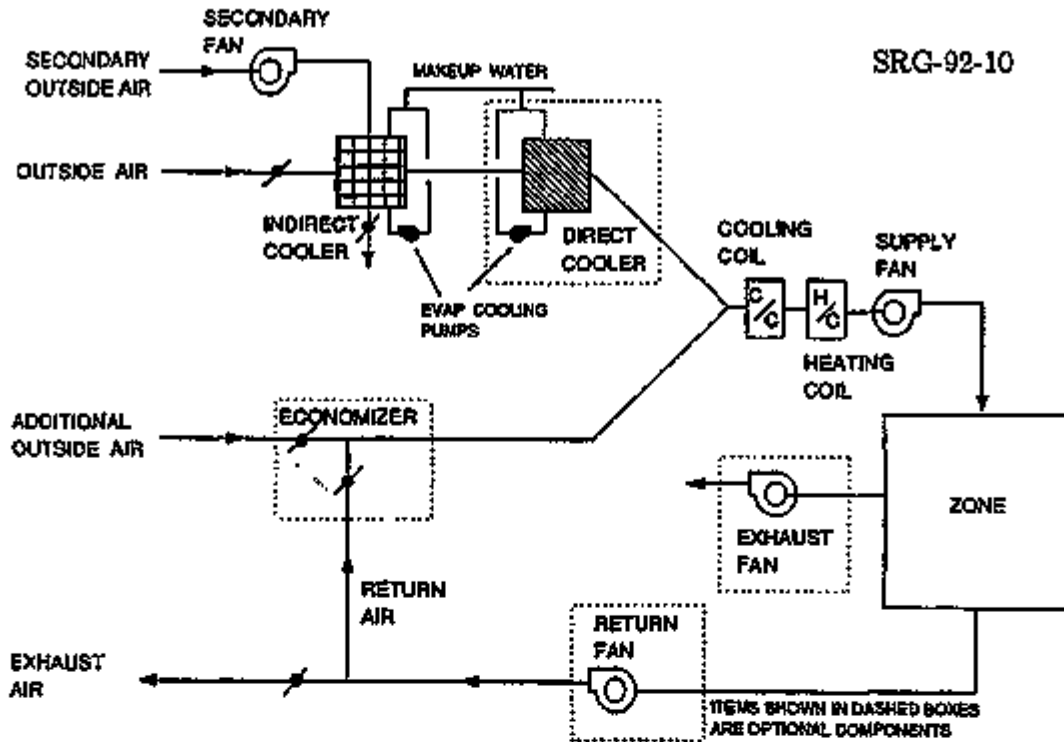 SECONDARY
FAN
SRG-92-10
SECONDARY
OUTSIDE AIR
MAKEUP WATER
OUTSIDE AIR
INDIRECT
COOLER
DIRECT
COOLER
EVAP COOLING
PUMPS
COOLING
COIL
SUPPLY
FAN
C/C
H/C
HEATING
COIL
ADDITIONAL
OUTSIDE AIR
ECONOMIZER
ZONE
EXHAUST
FAN
RETURN
AIR
RETURN
FAN
EXHAUST
AIR
ITEMS SHOWN IN DASHED BOXES
ARE OPTIONAL COMPONENTS